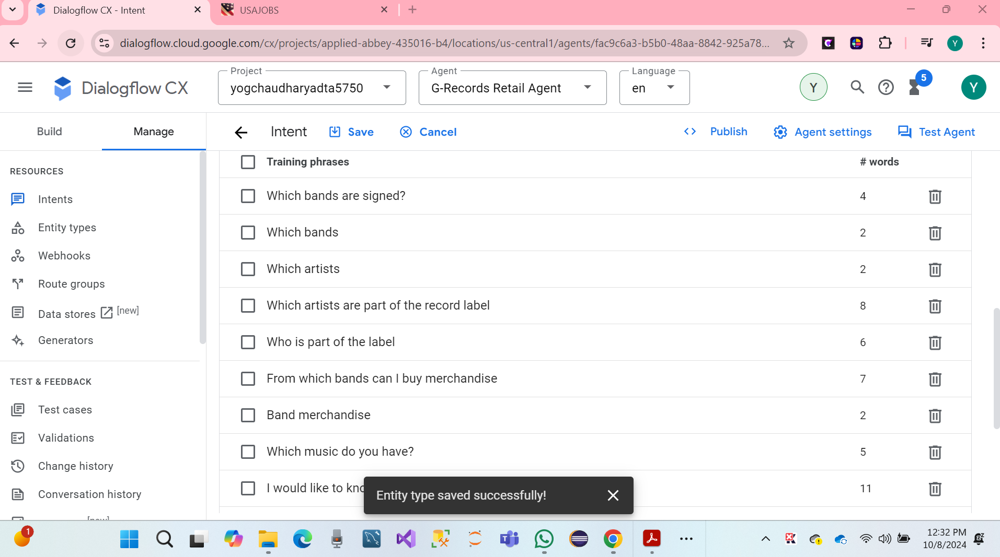 Dialogflow CX - Intent
USAJOBS
dialogflow.cloud.google.com/cx/projects/applied-abbey-435016-b4/locations/us-central1/agents/fac9c6a3-b5b0-48aa-8842-925a78...
Y
Dialogflow CX
Project
yogchaudharyadta5750
Agent
G-Records Retail Agent
Language
en
Y
5
Y
Build
Manage
Intent
Save
Cancel
Publish
Agent settings
Test Agent
RESOURCES
Intents
Entity types
Webhooks
Route groups
Data stores [new]
Generators
TEST & FEEDBACK
Test cases
Validations
Change history
Conversation history
[new]
Training phrases # words
Which bands are signed? 4
Which bands 2
Which artists 2
Which artists are part of the record label 8
Who is part of the label 6
From which bands can I buy merchandise 7
Band merchandise 2
Which music do you have? 5
I would like to kno 11
Entity type saved successfully!
1
12:32 PM
10/8/2024